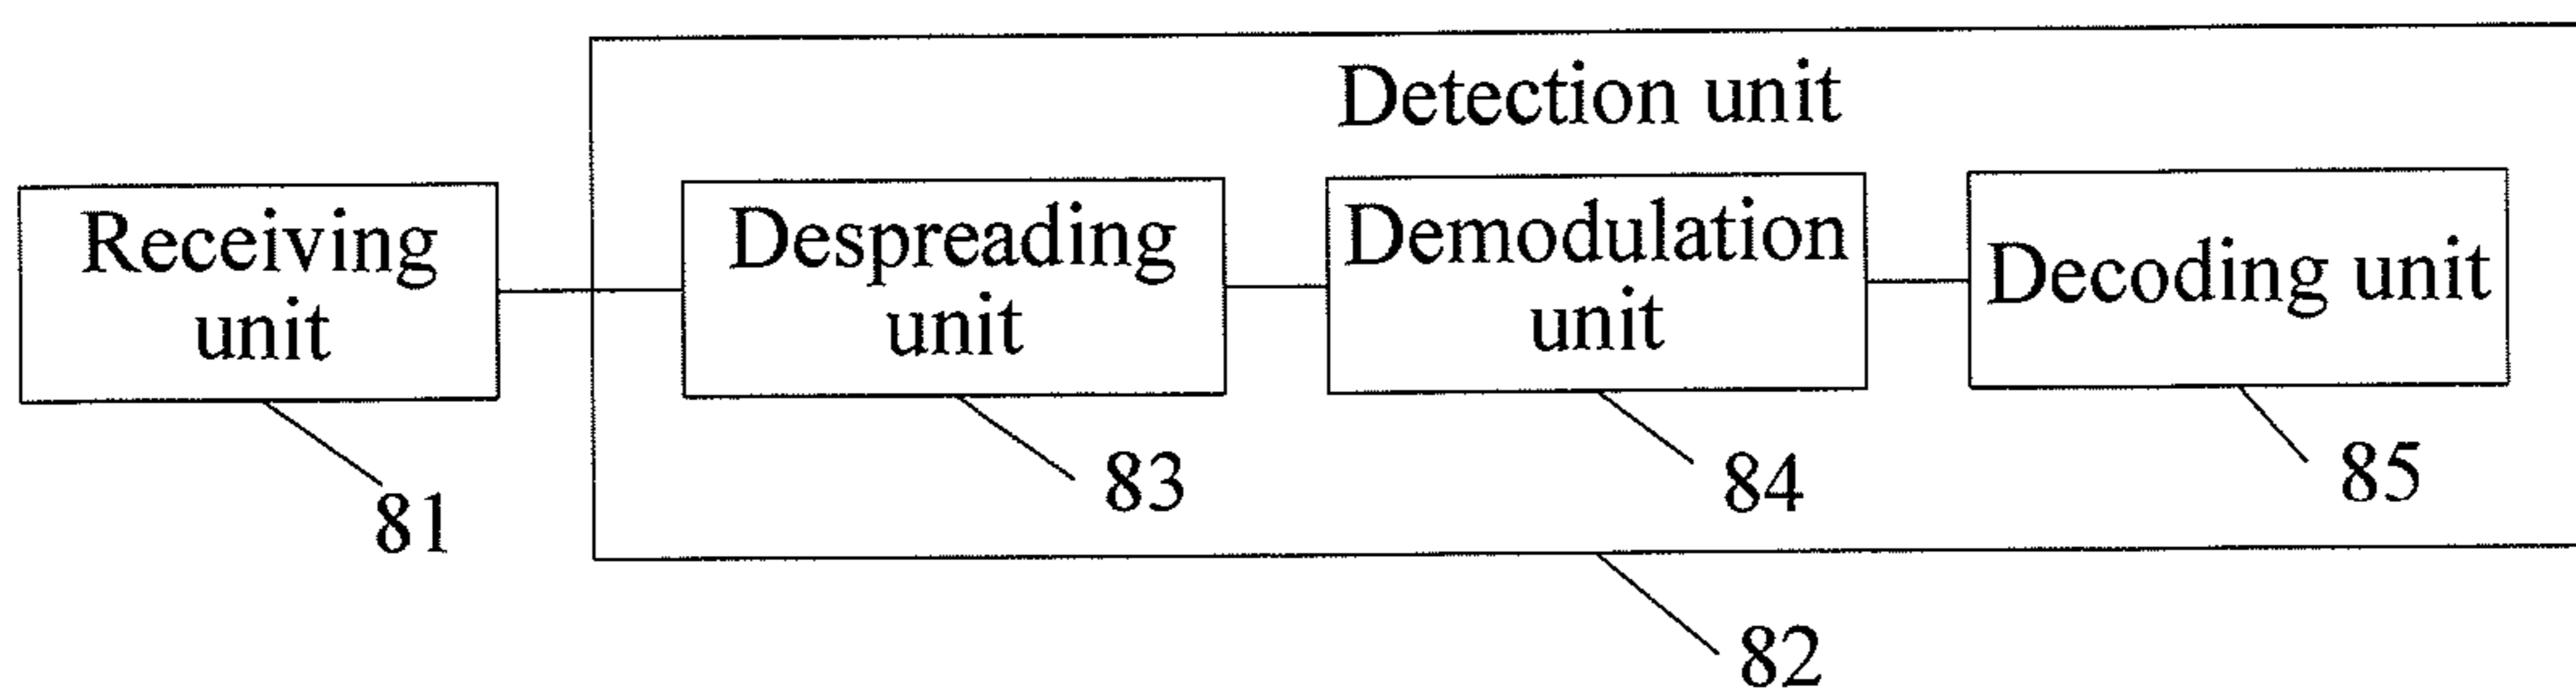 Detection unit
Receiving
unit
Despreading
unit
Demodulation
unit
Decoding unit
81
83
84
85
82